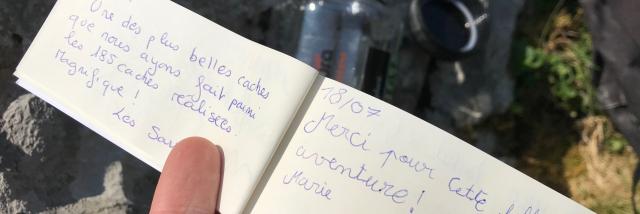 Une des plus belles caches
que nous ayons fait parmi
les 185 caches réalisées.
Magnifique !
Les
18/07
Merci pour cette
aventure !
Marie